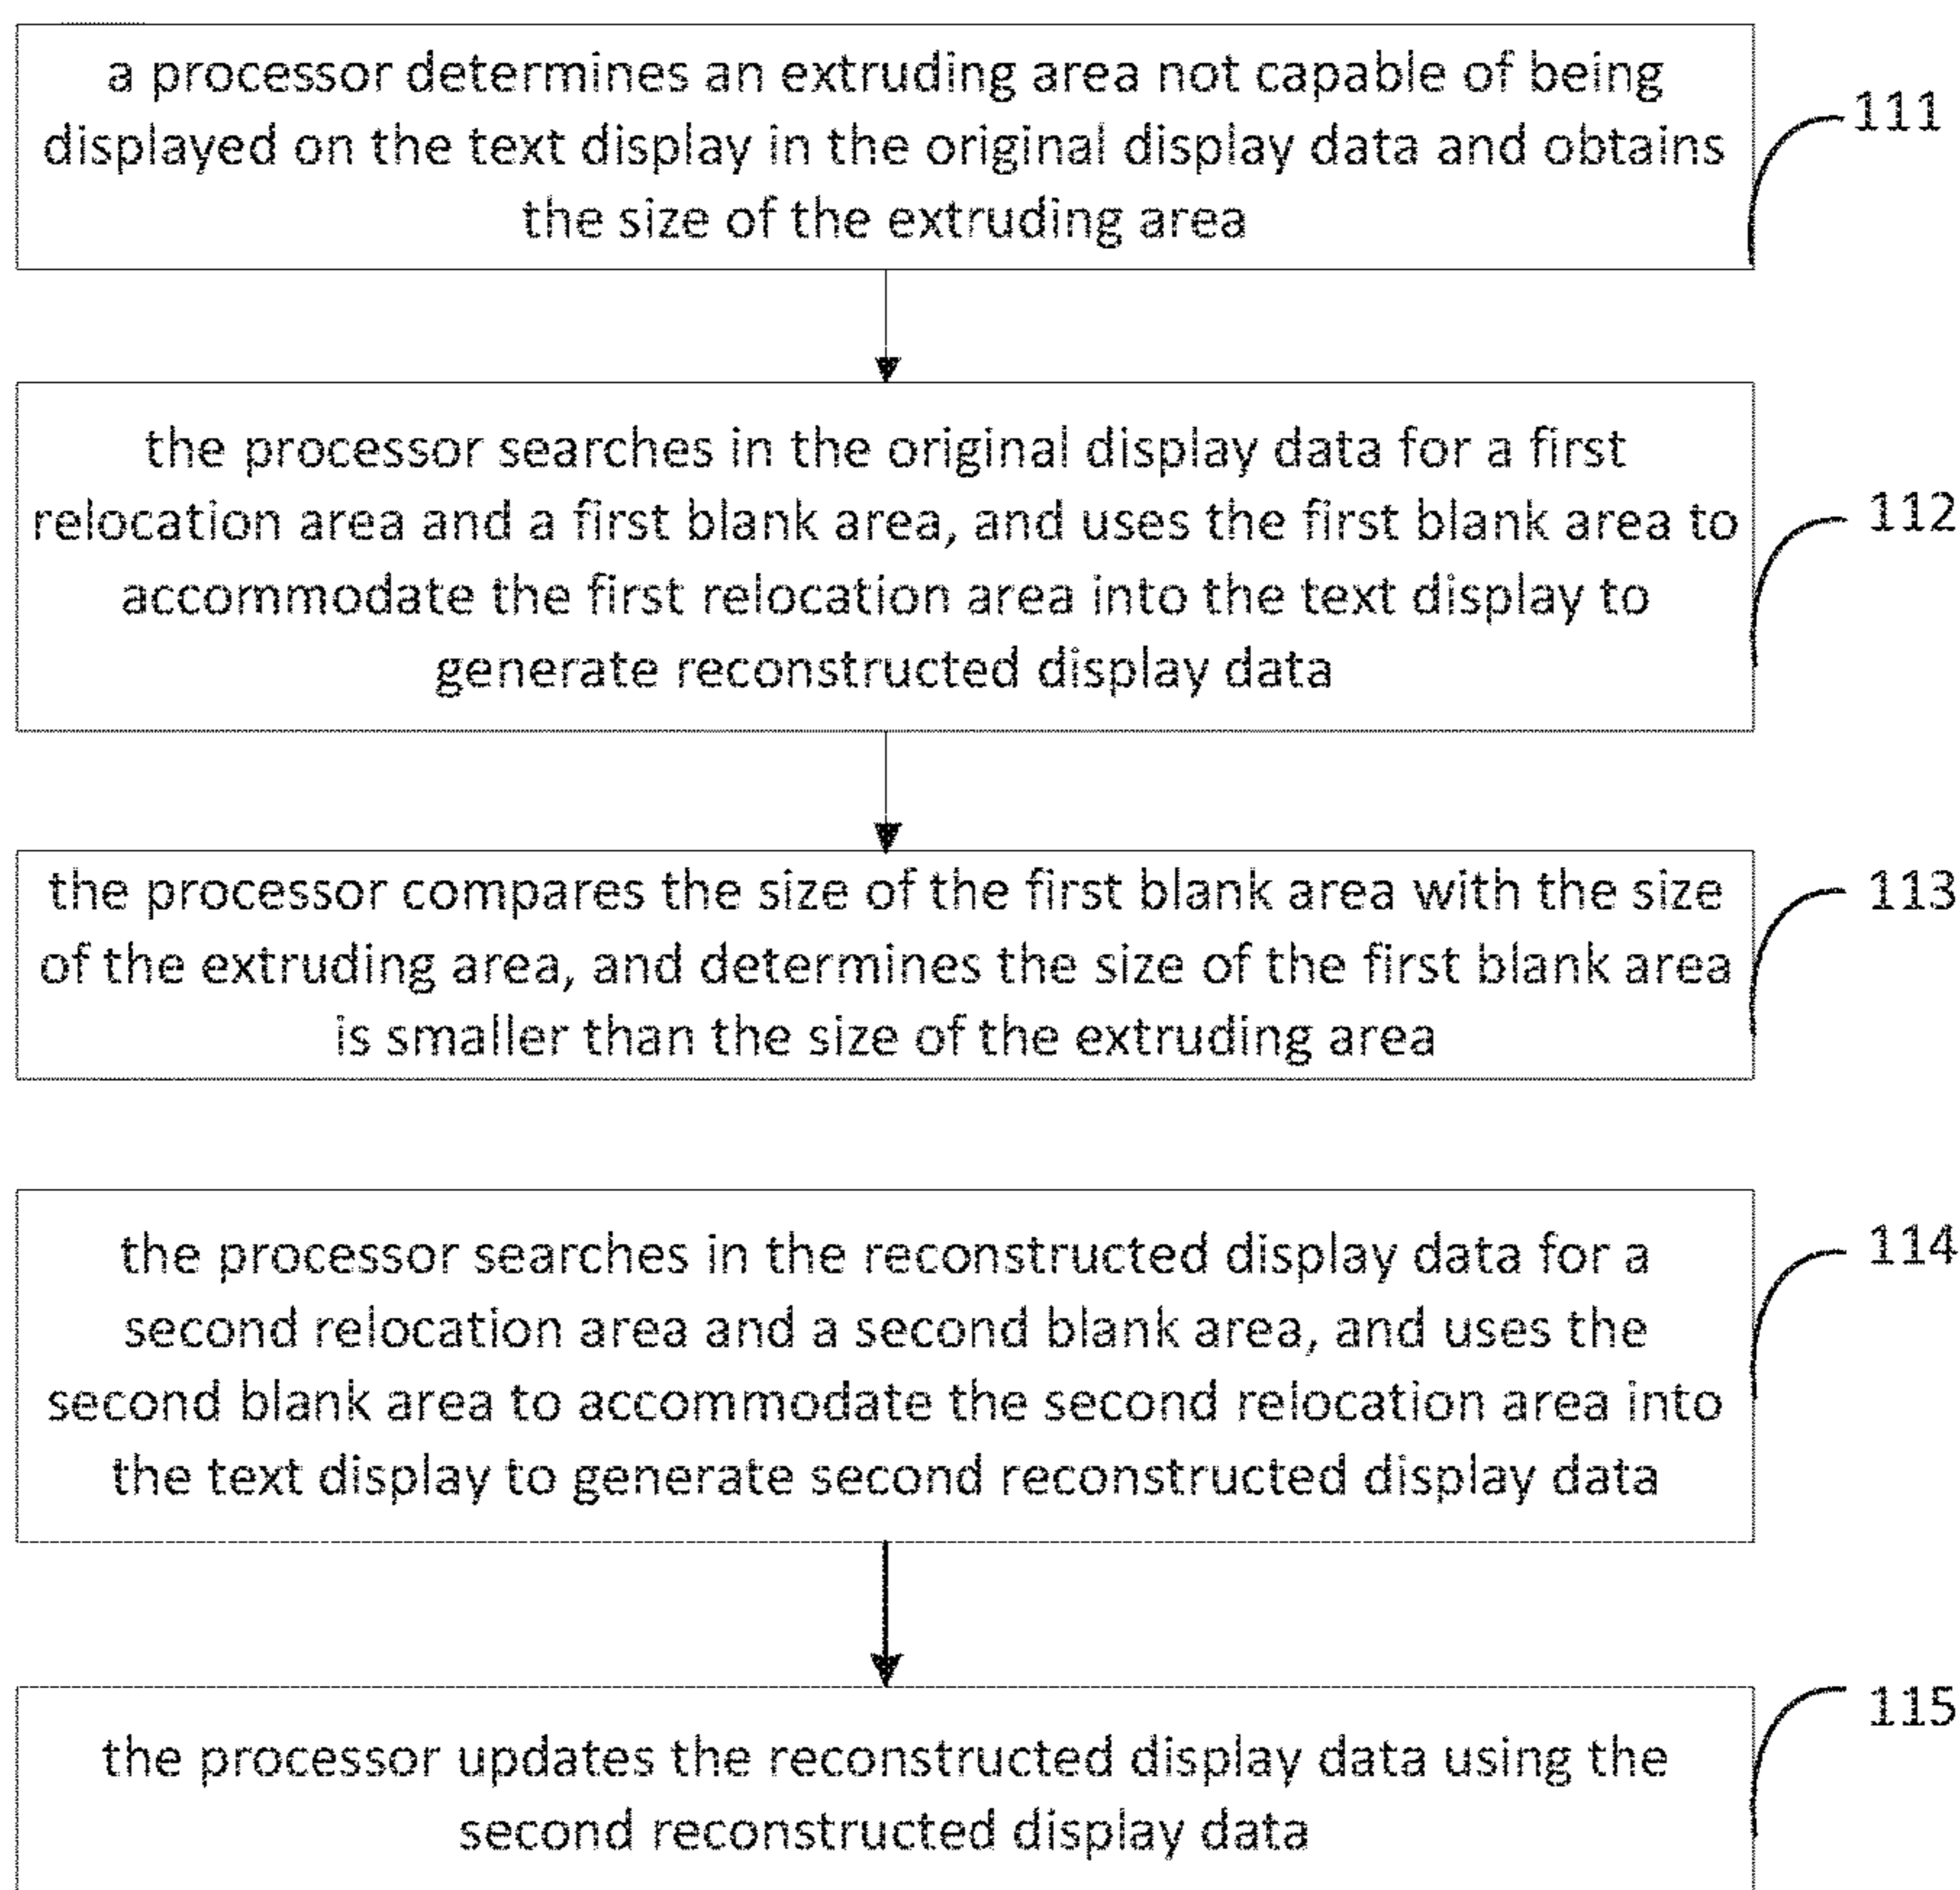 a processor determines an extruding area not capable of being
displayed on the text display in the original display data and obtains
the size of the extruding area
111
the processor searches in the original display data for a first
relocation area and a first blank area, and uses the first blank area to
accommodate the first relocation area into the text display to
generate reconstructed display data
112
the processor compares the size of the first blank area with the size
of the extruding area, and determines the size of the first blank area
is smaller than the size of the extruding area
113
the processor searches in the reconstructed display data for a
second relocation area and a second blank area, and uses the
second blank area to accommodate the second relocation area into
the text display to generate second reconstructed display data
114
the processor updates the reconstructed display data using the
second reconstructed display data
115